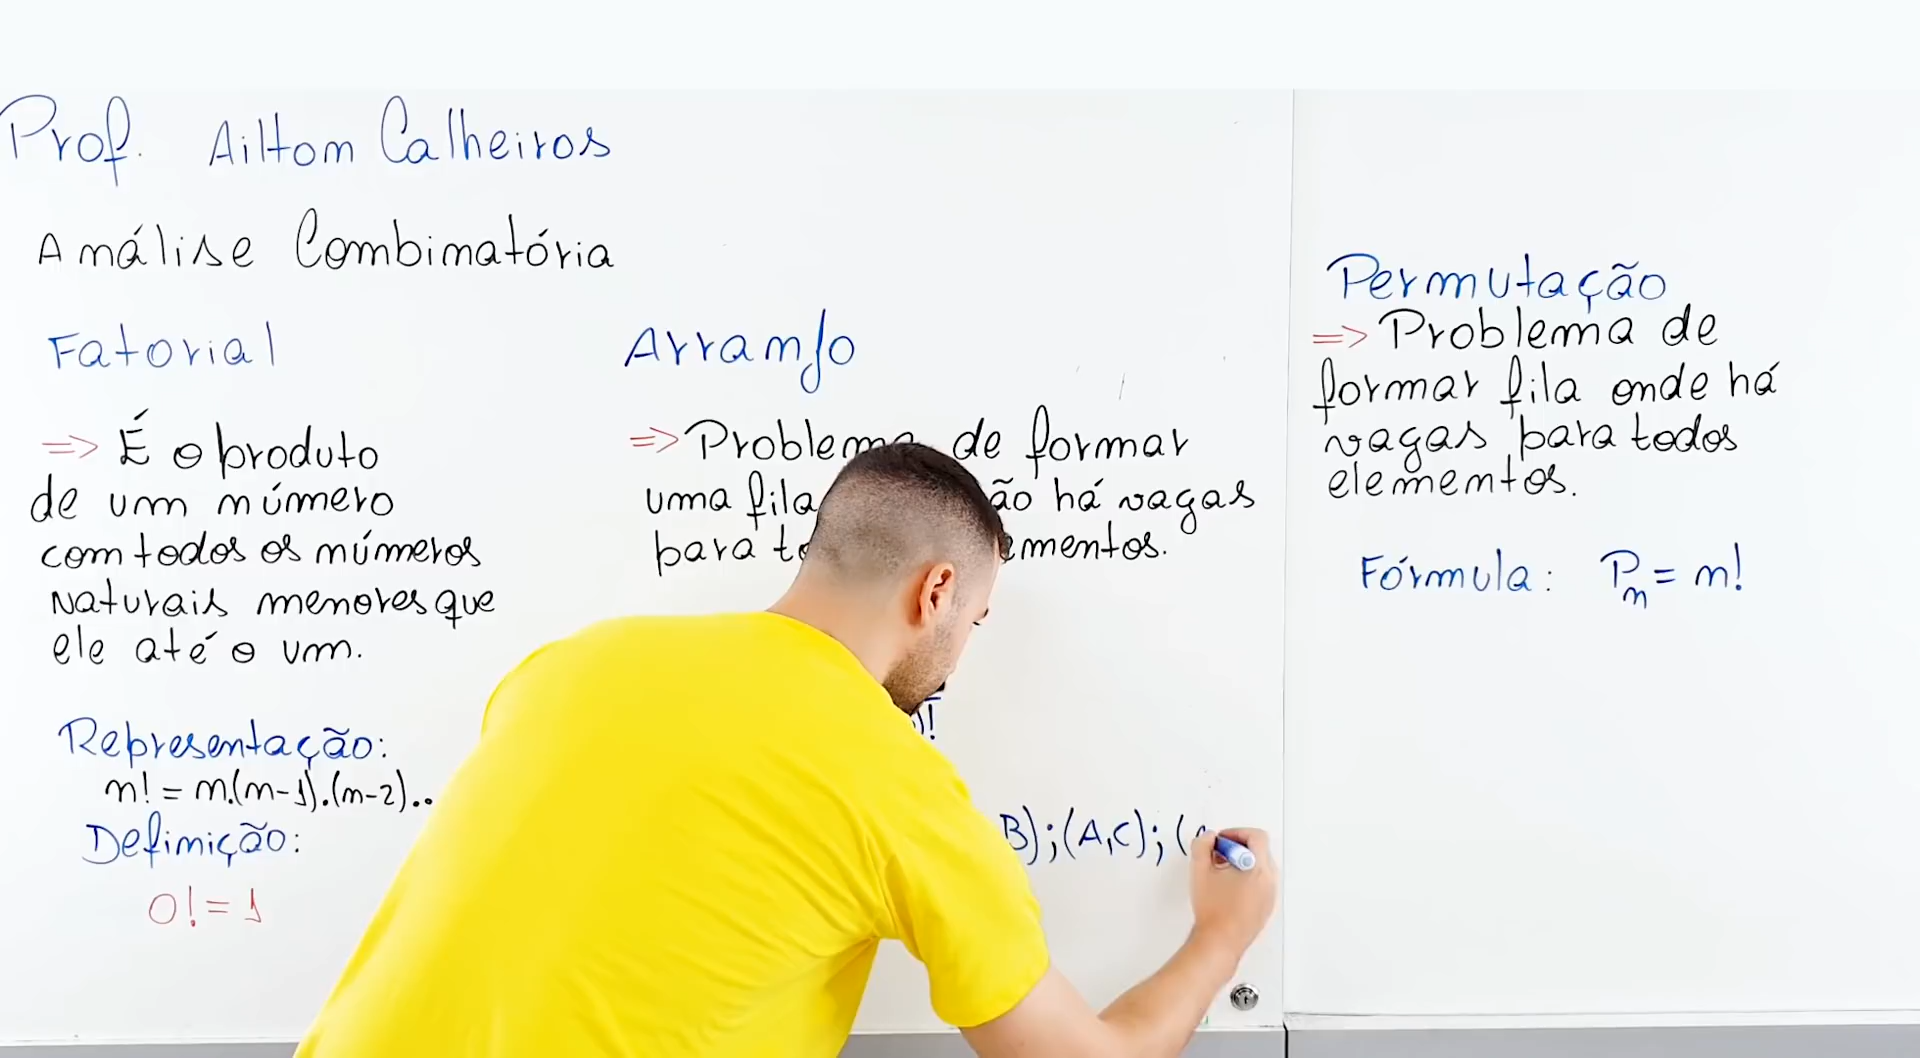 Prof. Ailton Calheiros
Análise Combinatória
Fatorial
=> É o produto
de um número
com todos os números
Naturais menores que
ele até o um.
Representação:
n! = n.(n-1).(n-2)..
Definição:
0! = 1
Arranjo
=> Problema de formar
uma fila há vagas
para
)!
B);(A,C);(
Permutação
=> Problema de
formar fila onde há
vagas para todos
elementos.
Fórmula: Pn = n!